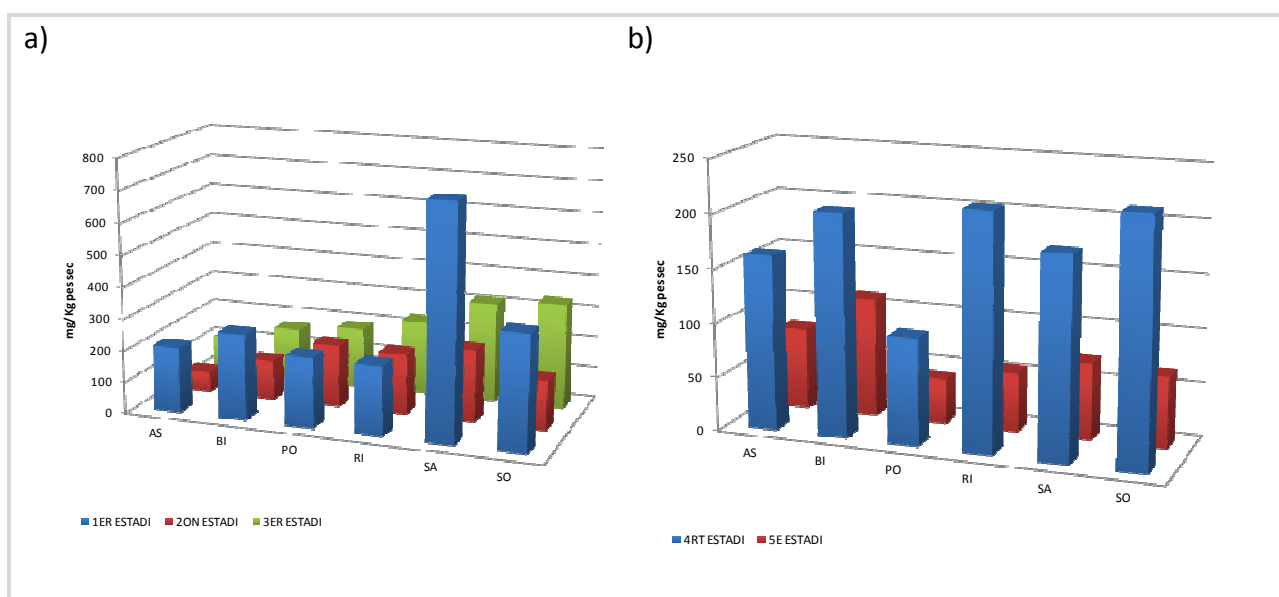 a)
800
700
600
500
400
300
200
100
0
mg/Kg pes sec
AS
BI
PO
RI
SA
SO
1ER ESTADI 2ON ESTADI 3ER ESTADI
b)
250
200
150
100
50
0
mg/Kg pes sec
AS
BI
PO
RI
SA
SO
4RT ESTADI 5E ESTADI